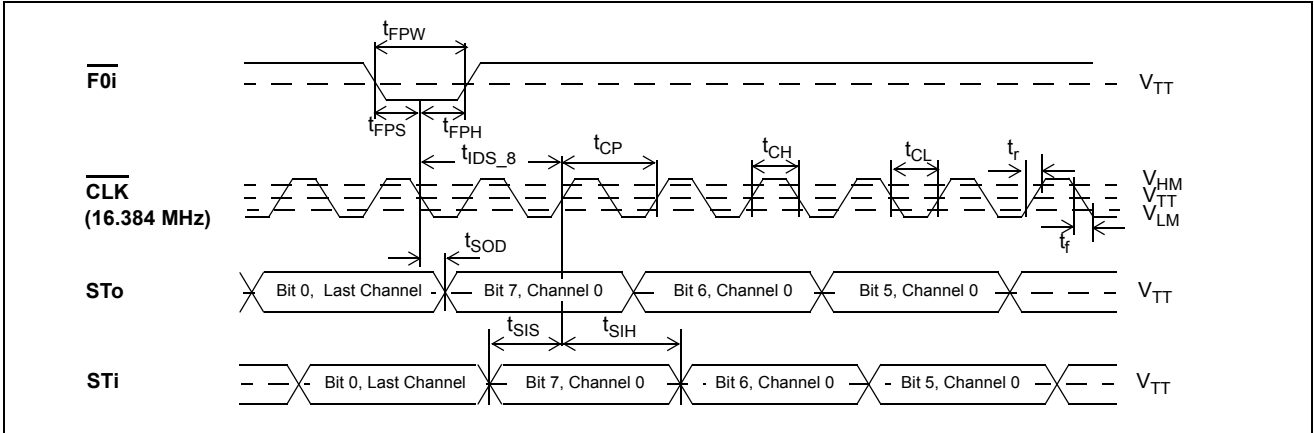 tFPW
F0i
VTT
tFPS
tFPH
tIDS_8
tCP
tCH
tCL
tr
CLK
(16.384 MHz)
VHM
VTT
VLM
tf
tSOD
STo
Bit 0, Last Channel
Bit 7, Channel 0
Bit 6, Channel 0
Bit 5, Channel 0
VTT
tSIS
tSIH
STi
Bit 0, Last Channel
Bit 7, Channel 0
Bit 6, Channel 0
Bit 5, Channel 0
VTT